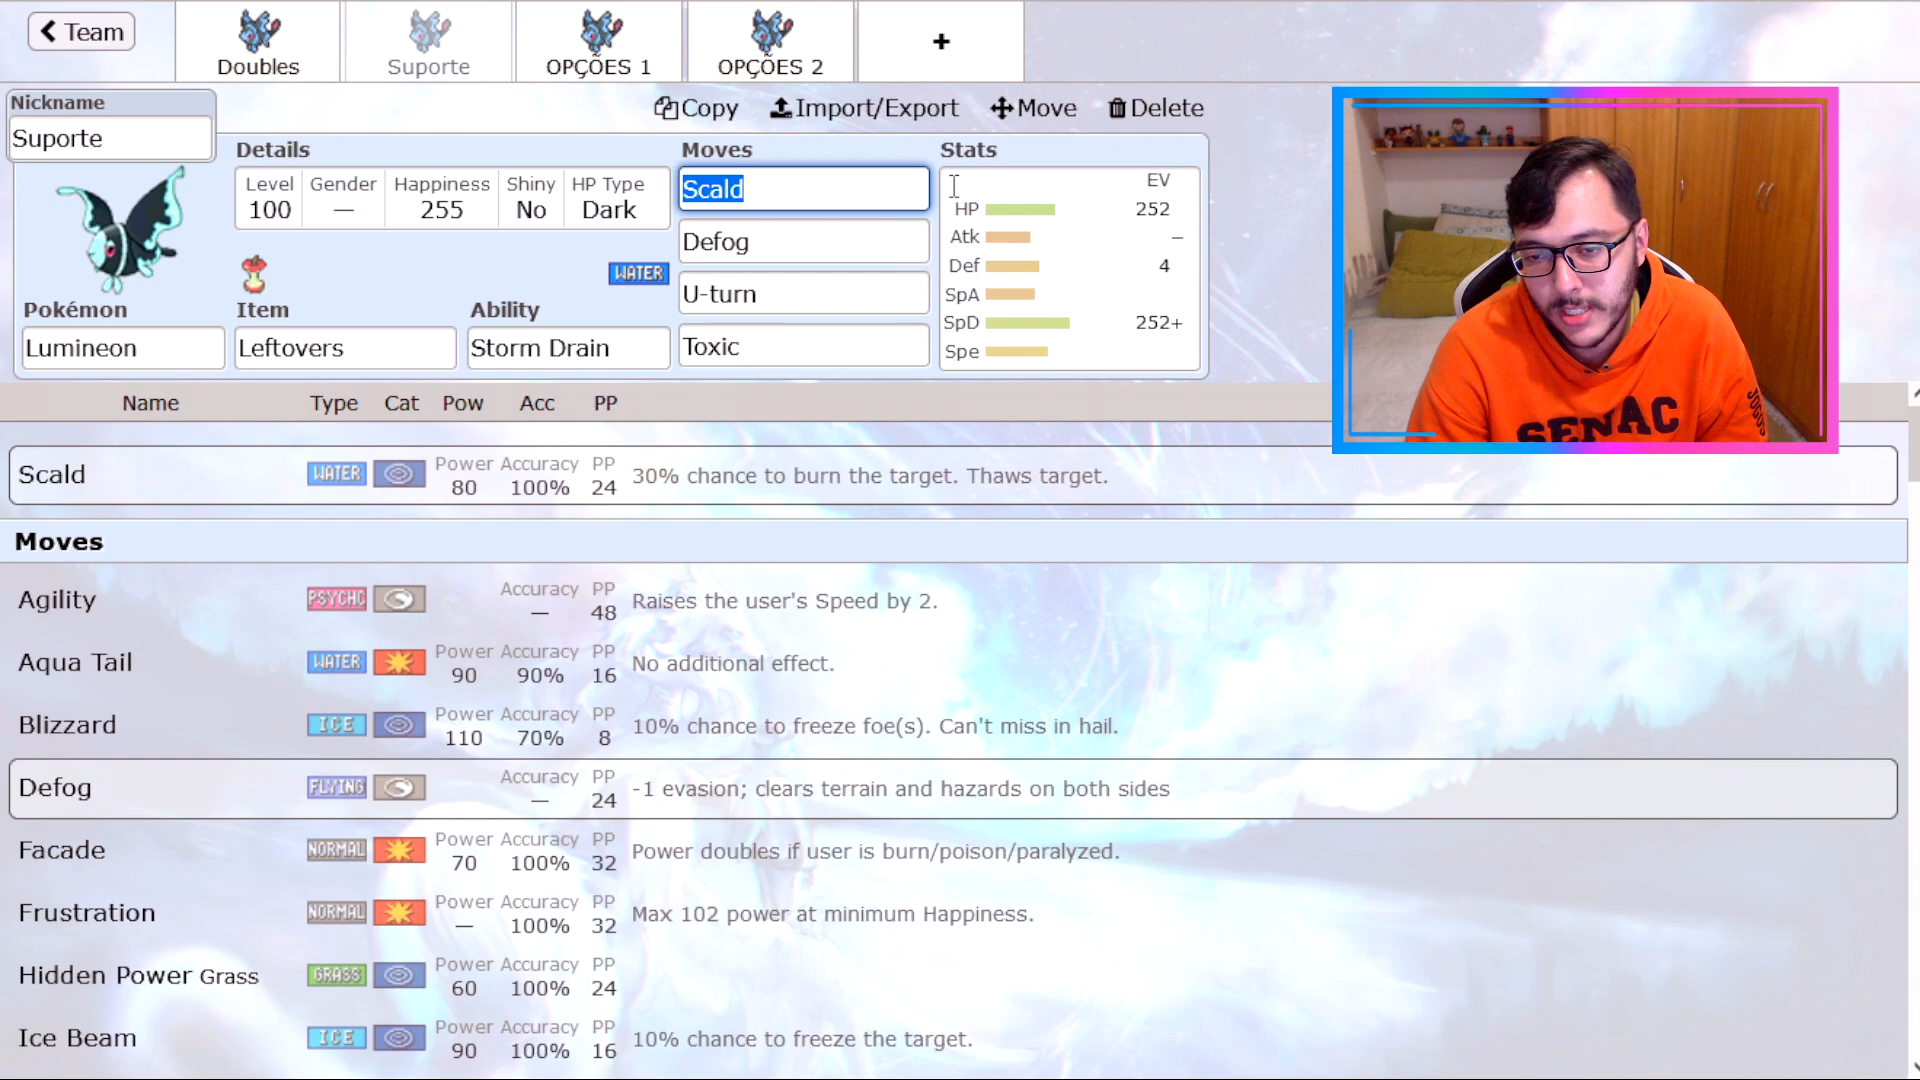 Team
Doubles
Suporte
OPÇÕES 1
OPÇÕES 2
+
Nickname
Suporte
Copy
Import/Export
Move
Delete
Details
Moves
Stats
Level
Gender
Happiness
Shiny
HP Type
100
—
255
No
Dark
Scald
Defog
U-turn
Toxic
EV
HP 252
Atk –
Def 4
SpA
SpD 252+
Spe
WATER
Pokémon
Item
Ability
Lumineon
Leftovers
Storm Drain
SENAC
JOGOS
Name Type Cat Pow Acc PP
Scald WATER Power Accuracy PP
80 100% 24
30% chance to burn the target. Thaws target.
Moves
Agility PSYCHC Accuracy PP
— 48
Raises the user's Speed by 2.
Aqua Tail WATER Power Accuracy PP
90 90% 16
No additional effect.
Blizzard ICE Power Accuracy PP
110 70% 8
10% chance to freeze foe(s). Can't miss in hail.
Defog FLYING Accuracy PP
— 24
-1 evasion; clears terrain and hazards on both sides
Facade NORMAL Power Accuracy PP
70 100% 32
Power doubles if user is burn/poison/paralyzed.
Frustration NORMAL Power Accuracy PP
— 100% 32
Max 102 power at minimum Happiness.
Hidden Power Grass GRASS Power Accuracy PP
60 100% 24
Ice Beam ICE Power Accuracy PP
90 100% 16
10% chance to freeze the target.